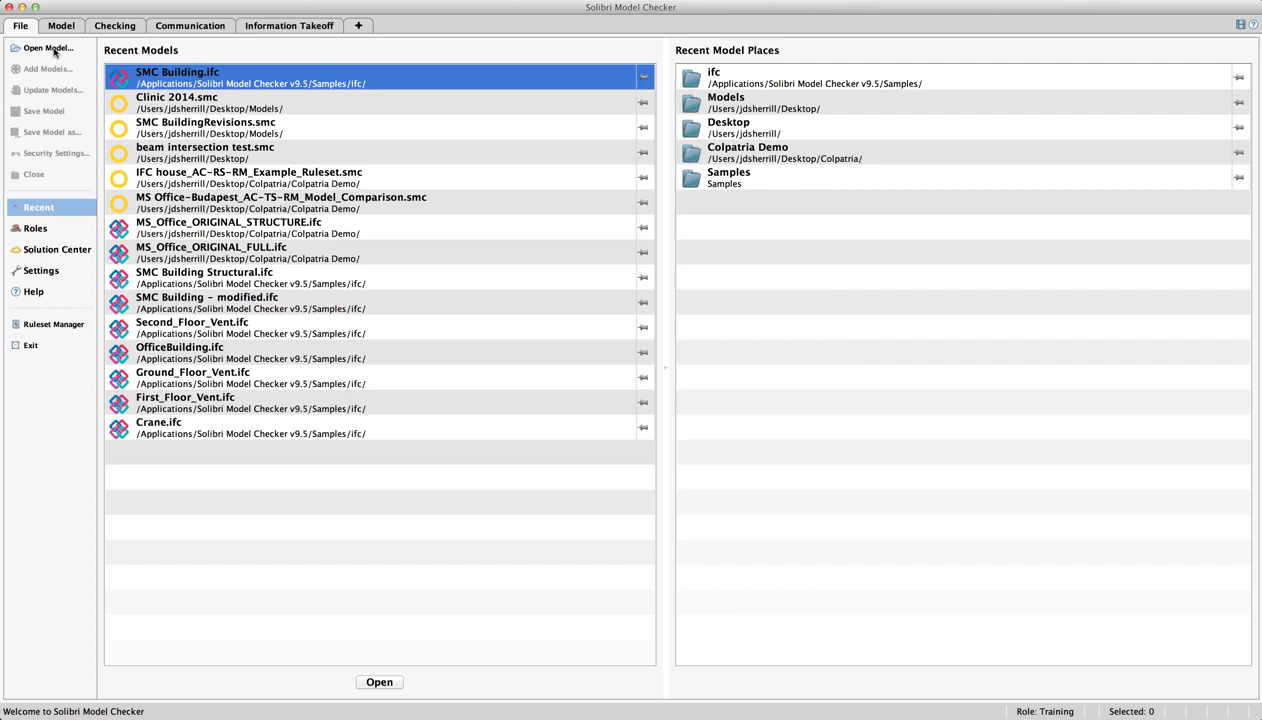 Solibri Model Checker
File
Model
Checking
Communication
Information Takeoff
+
Open Model...
Add Models...
Update Models...
Save Model
Save Model as...
Security Settings...
Close
Recent
Roles
Solution Center
Settings
Help
Ruleset Manager
Exit
Recent Models
SMC Building.ifc
/Applications/Solibri Model Checker v9.5/Samples/ifc/
Clinic 2014.smc
/Users/jdsherrill/Desktop/Models/
SMC BuildingRevisions.smc
/Users/jdsherrill/Desktop/Models/
beam intersection test.smc
/Users/jdsherrill/Desktop/
IFC house_AC-RS-RM_Example_Ruleset.smc
/Users/jdsherrill/Desktop/Colpatria/Colpatria Demo/
MS Office-Budapest_AC-TS-RM_Model_Comparison.smc
/Users/jdsherrill/Desktop/Colpatria/Colpatria Demo/
MS_Office_ORIGINAL_STRUCTURE.ifc
/Users/jdsherrill/Desktop/Colpatria/Colpatria Demo/
MS_Office_ORIGINAL_FULL.ifc
/Users/jdsherrill/Desktop/Colpatria/Colpatria Demo/
SMC Building Structural.ifc
/Applications/Solibri Model Checker v9.5/Samples/ifc/
SMC Building - modified.ifc
/Applications/Solibri Model Checker v9.5/Samples/ifc/
Second_Floor_Vent.ifc
/Applications/Solibri Model Checker v9.5/Samples/ifc/
OfficeBuilding.ifc
/Applications/Solibri Model Checker v9.5/Samples/ifc/
Ground_Floor_Vent.ifc
/Applications/Solibri Model Checker v9.5/Samples/ifc/
First_Floor_Vent.ifc
/Applications/Solibri Model Checker v9.5/Samples/ifc/
Crane.ifc
/Applications/Solibri Model Checker v9.5/Samples/ifc/
Open
Recent Model Places
ifc
/Applications/Solibri Model Checker v9.5/Samples/
Models
/Users/jdsherrill/Desktop/
Desktop
/Users/jdsherrill/
Colpatria Demo
/Users/jdsherrill/Desktop/Colpatria/
Samples
Samples
Welcome to Solibri Model Checker
Role: Training
Selected: 0